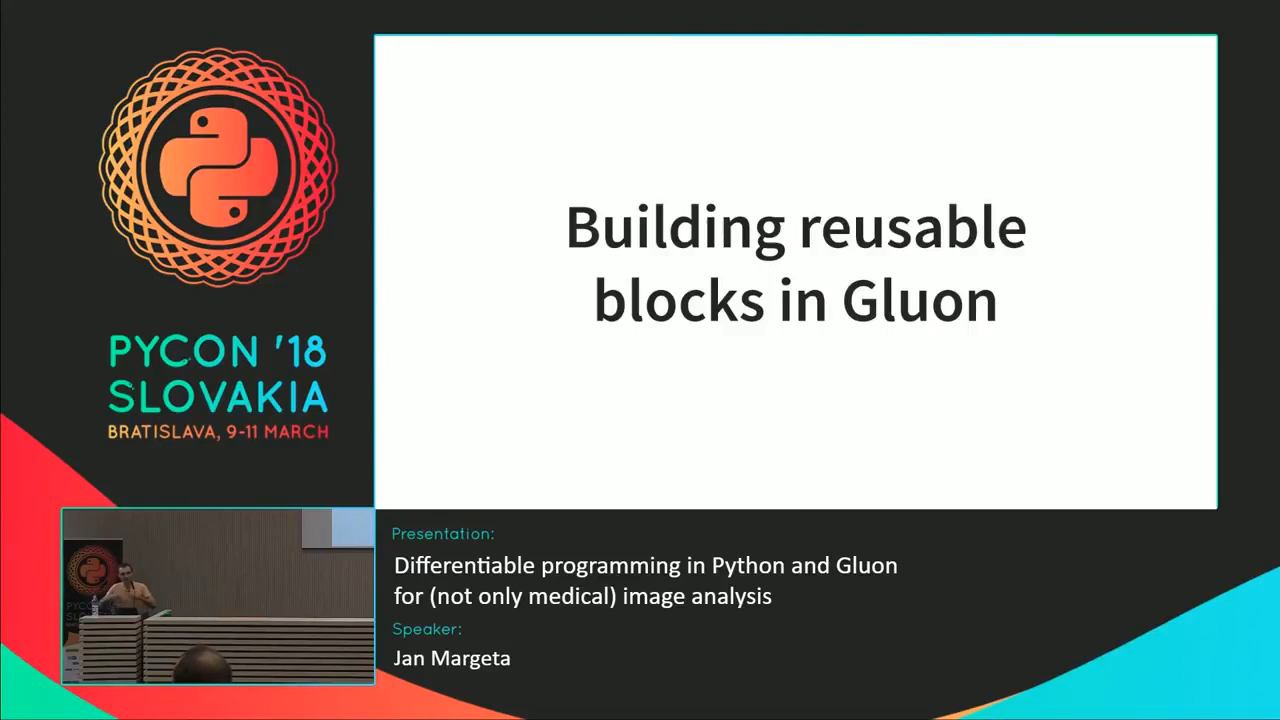 PYCON '18
SLOVAKIA
BRATISLAVA, 9-11 MARCH
Building reusable
blocks in Gluon
Presentation:
Differentiable programming in Python and Gluon
for (not only medical) image analysis
Speaker:
Jan Margeta